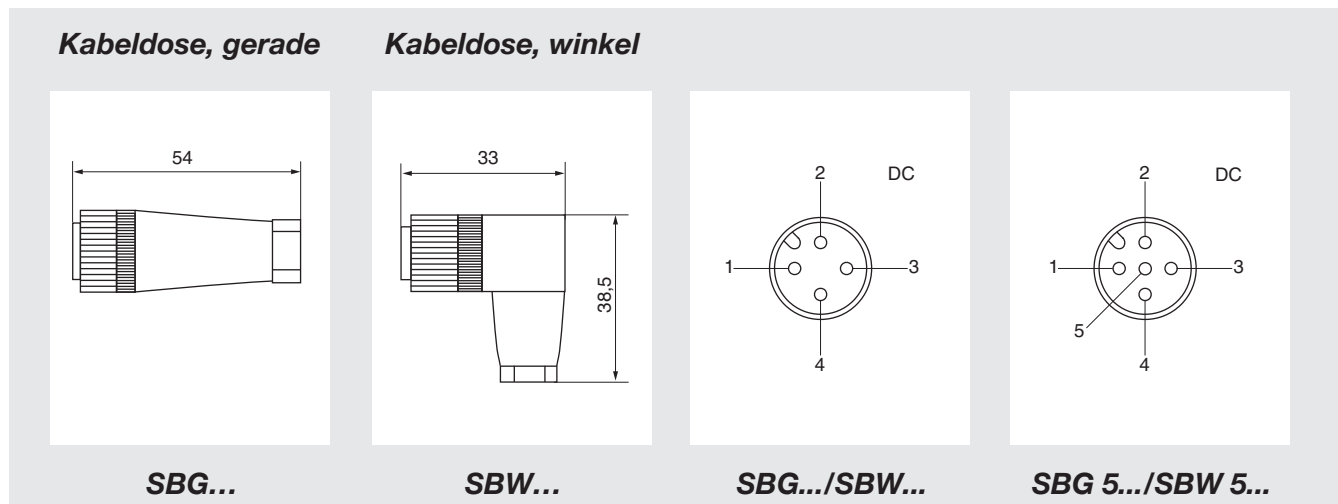 Kabeldose, gerade
Kabeldose, winkel
54
33
38,5
2
DC
1
3
4
2
DC
1
3
5
4
SBG...
SBW...
SBG.../SBW...
SBG 5.../SBW 5...